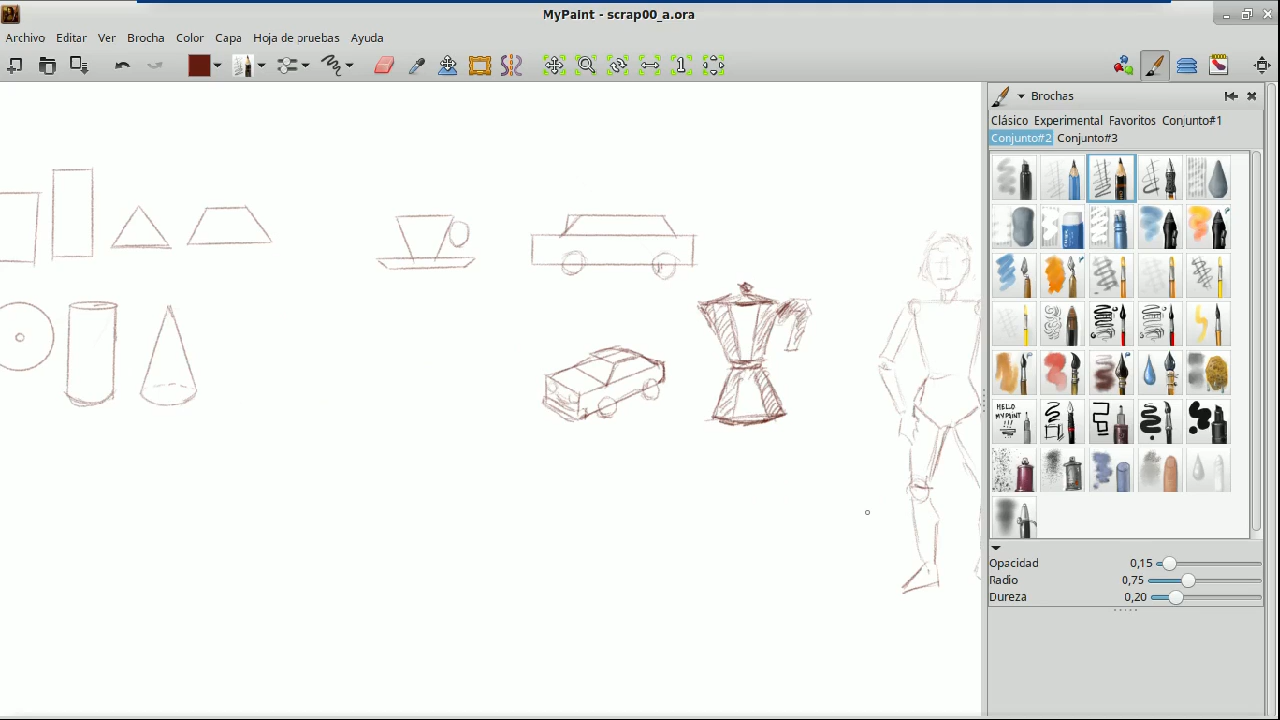 MyPaint - scrap00_a.ora
Archivo Editar Ver Brocha Color Capa Hoja de pruebas Ayuda
1
Brochas
Clásico Experimental Favoritos Conjunto#1
Conjunto#2 Conjunto#3
HELLO
MYPAINT
!!!
Opacidad 0,15
Radio 0,75
Dureza 0,20